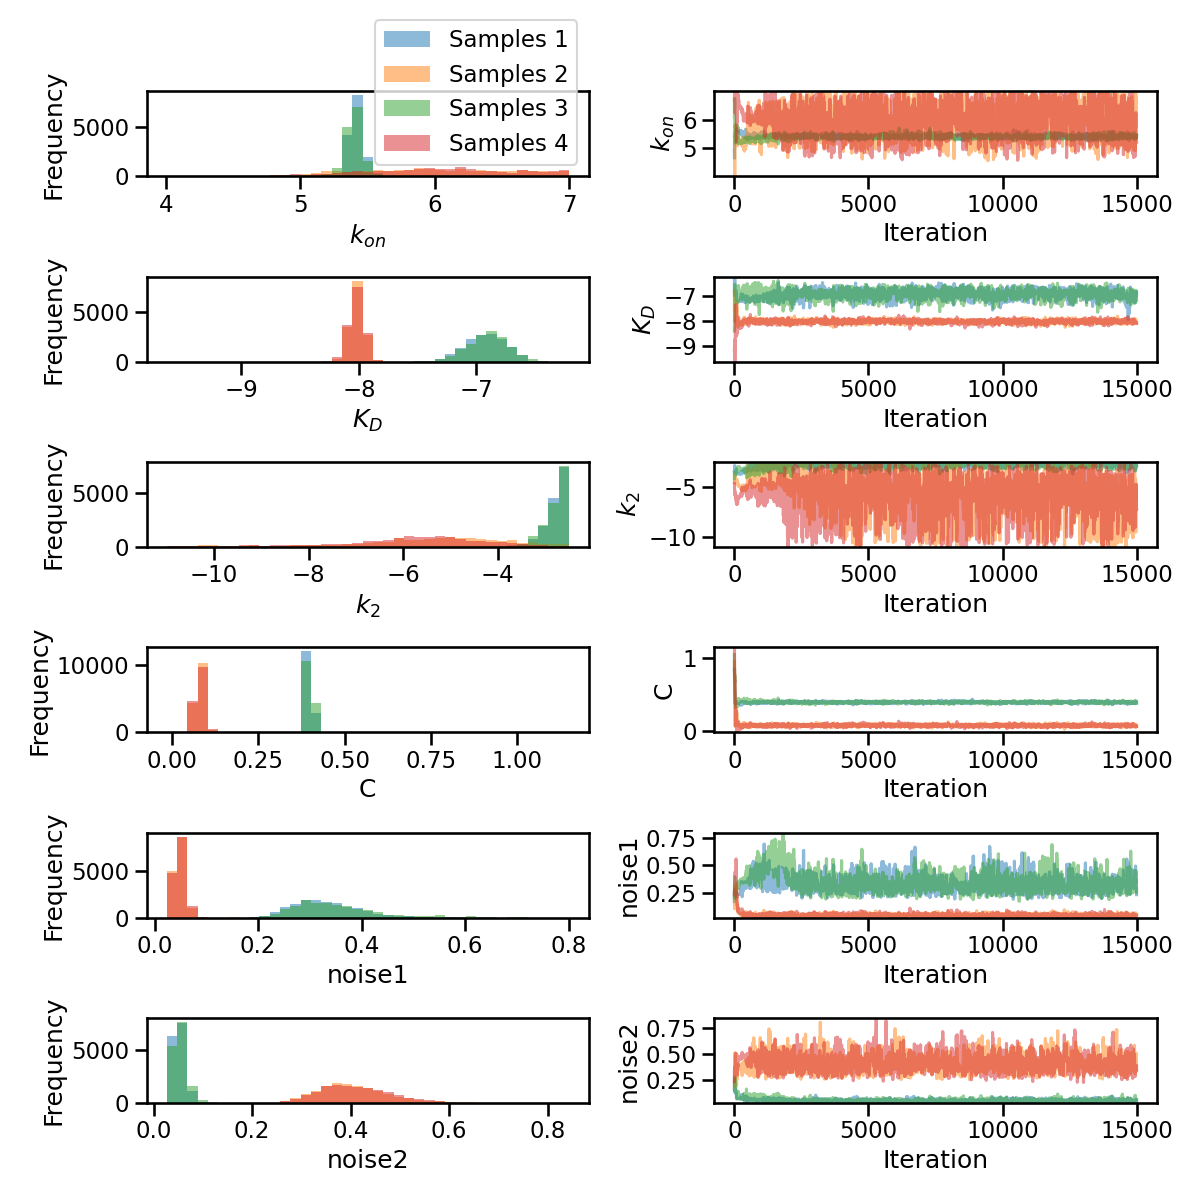 Samples 1
Samples 2
Samples 3
Samples 4
Frequency
5000
0
4 5 6 7
k_on
k_on
6
5
0 5000 10000 15000
Iteration
Frequency
5000
0
−9 −8 −7
K_D
K_D
−7
−8
−9
0 5000 10000 15000
Iteration
Frequency
5000
0
−10 −8 −6 −4
k_2
k_2
−5
−10
0 5000 10000 15000
Iteration
Frequency
10000
0
0.00 0.25 0.50 0.75 1.00
C
C
1
0
0 5000 10000 15000
Iteration
Frequency
5000
0
0.0 0.2 0.4 0.6 0.8
noise1
noise1
0.75
0.50
0.25
0 5000 10000 15000
Iteration
Frequency
5000
0
0.0 0.2 0.4 0.6 0.8
noise2
noise2
0.75
0.50
0.25
0 5000 10000 15000
Iteration